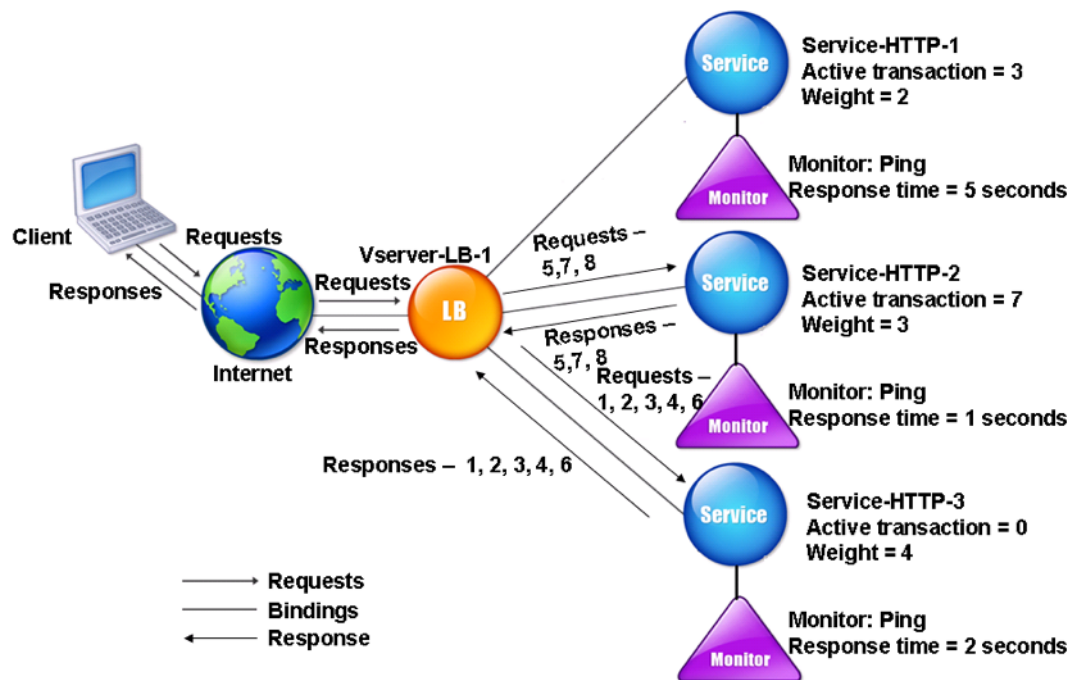 Service
Service-HTTP-1
Active transaction = 3
Weight = 2
Monitor
Monitor: Ping
Response time = 5 seconds
Client
Requests
Responses
Internet
Requests
Responses
Vserver-LB-1
LB
Requests –
5,7, 8
Responses –
5,7, 8
Service
Service-HTTP-2
Active transaction = 7
Weight = 3
Monitor
Monitor: Ping
Response time = 1 seconds
Requests –
1, 2, 3, 4, 6
Responses – 1, 2, 3, 4, 6
Service
Service-HTTP-3
Active transaction = 0
Weight = 4
Monitor
Monitor: Ping
Response time = 2 seconds
Requests
Bindings
Response